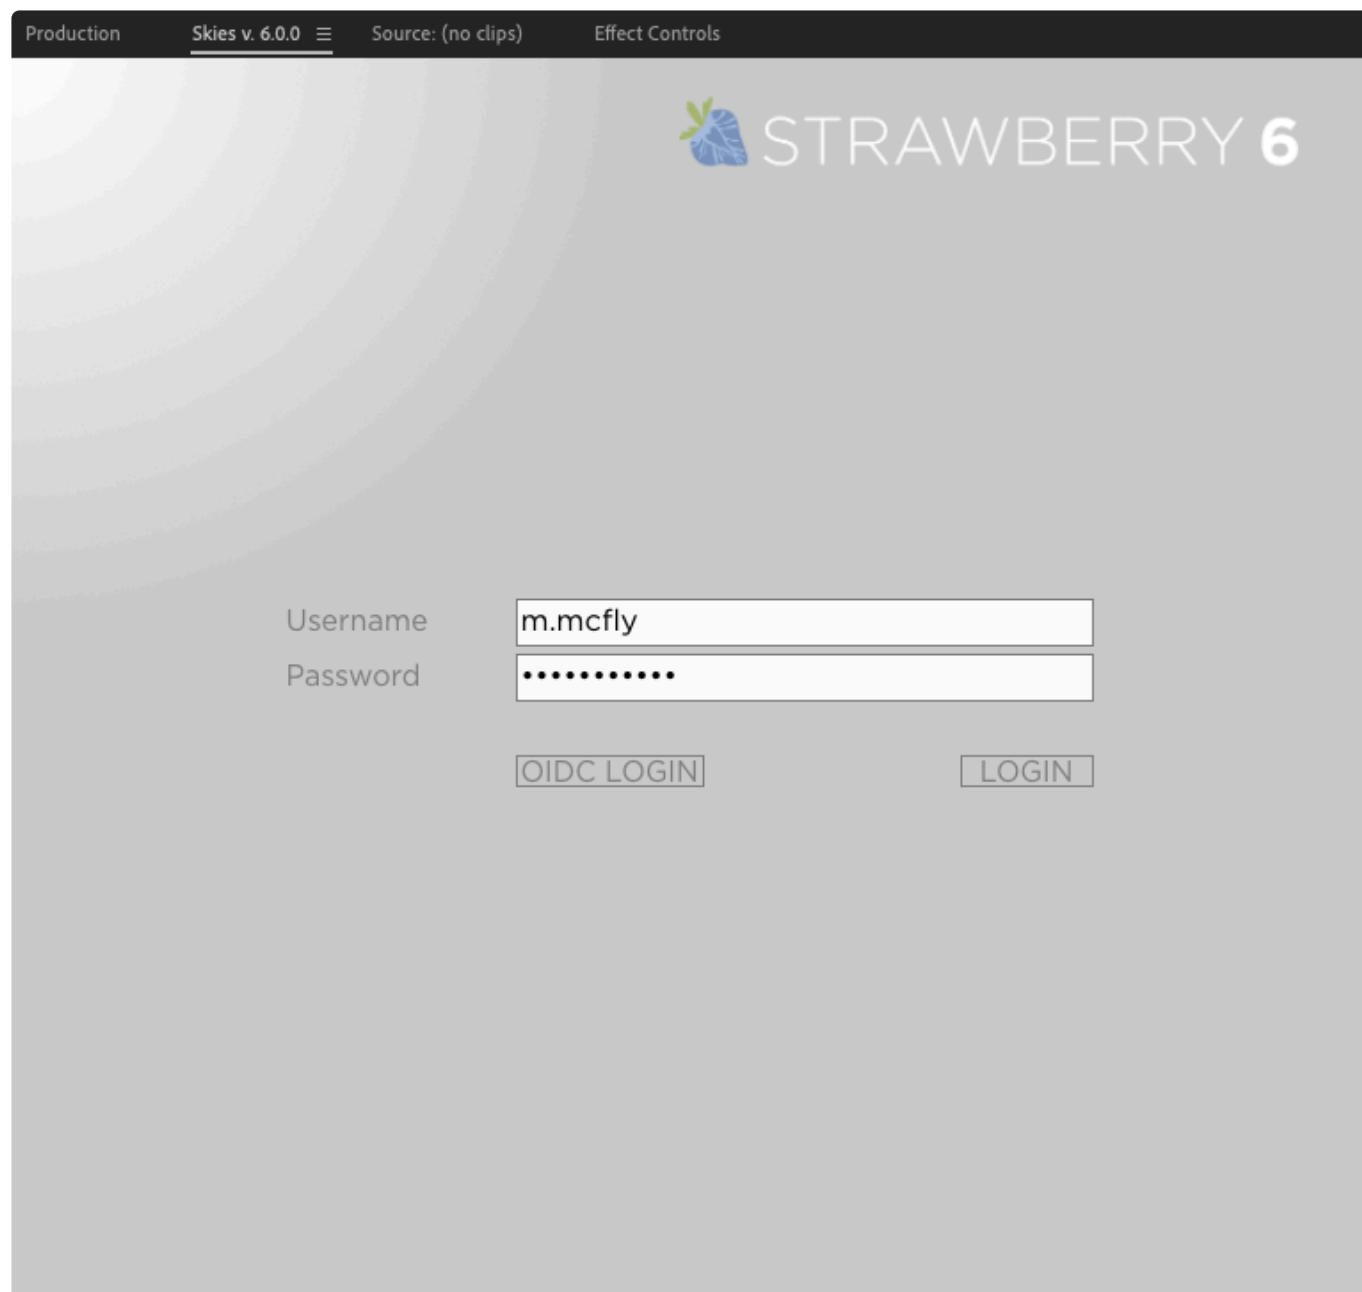 Production Skies v. 6.0.0 Source: (no clips) Effect Controls
STRAWBERRY 6
Username m.mcfly
Password •••••••••••
OIDC LOGIN LOGIN